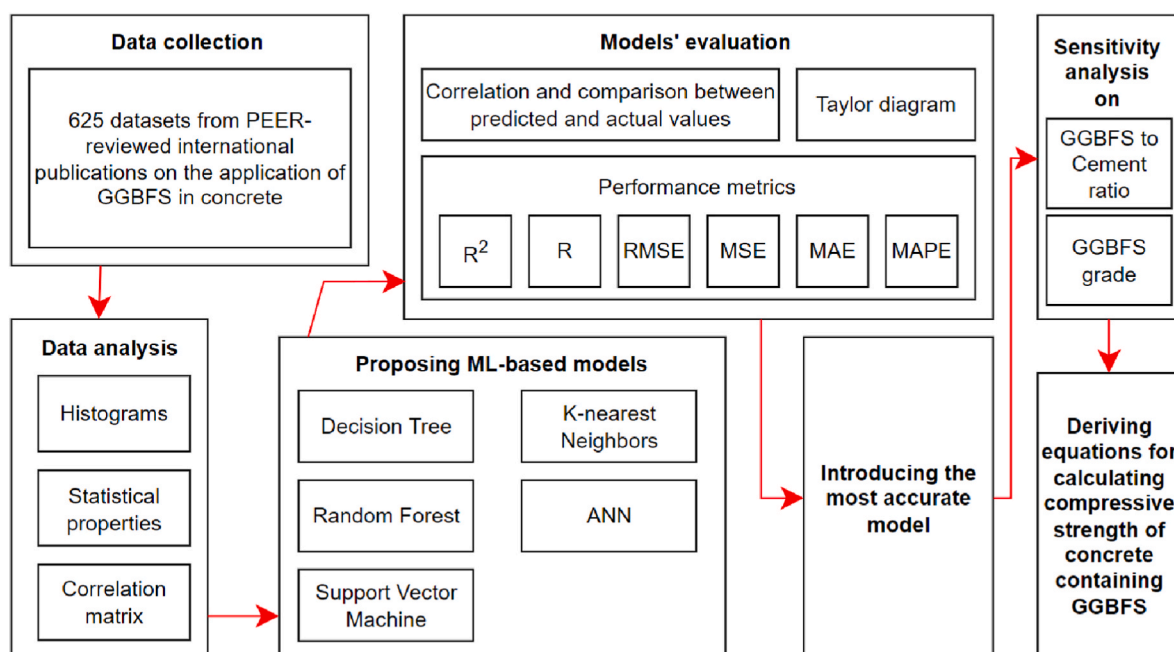 Data collection
625 datasets from PEER-
reviewed international
publications on the application of
GGBFS in concrete
Data analysis
Histograms
Statistical
properties
Correlation
matrix
Proposing ML-based models
Decision Tree
K-nearest
Neighbors
Random Forest
ANN
Support Vector
Machine
Models' evaluation
Correlation and comparison between
predicted and actual values
Taylor diagram
Performance metrics
R²
R
RMSE
MSE
MAE
MAPE
Introducing the
most accurate
model
Sensitivity
analysis
on
GGBFS to
Cement
ratio
GGBFS
grade
Deriving
equations for
calculating
compressive
strength of
concrete
containing
GGBFS